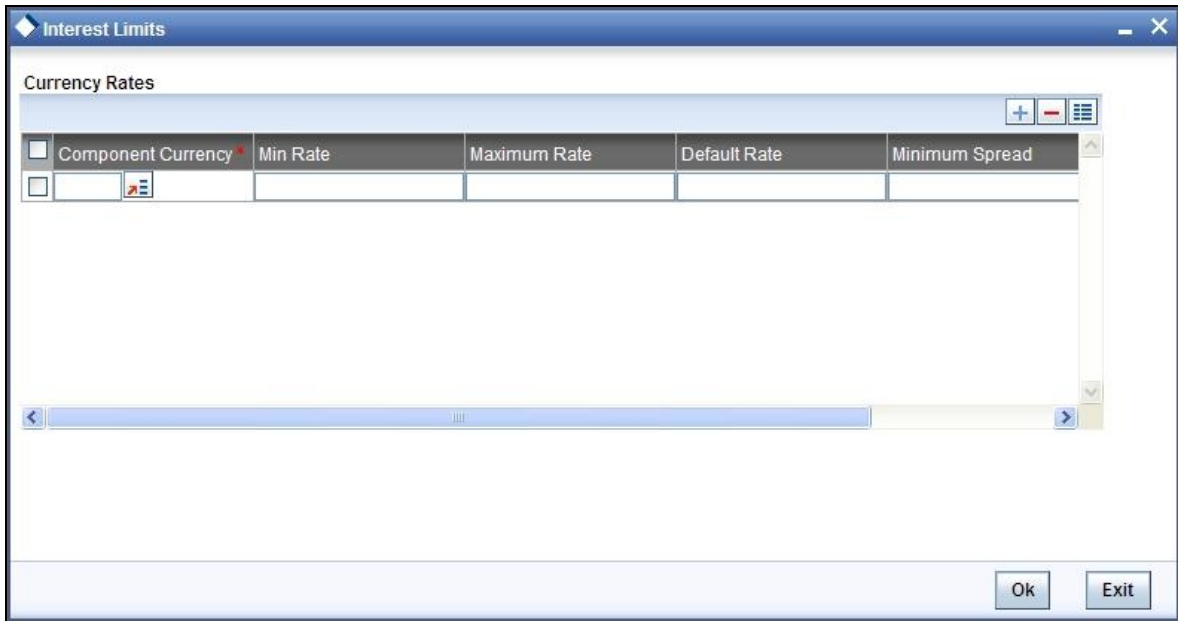 Interest Limits
Currency Rates
Component Currency * Min Rate Maximum Rate Default Rate Minimum Spread
Ok Exit